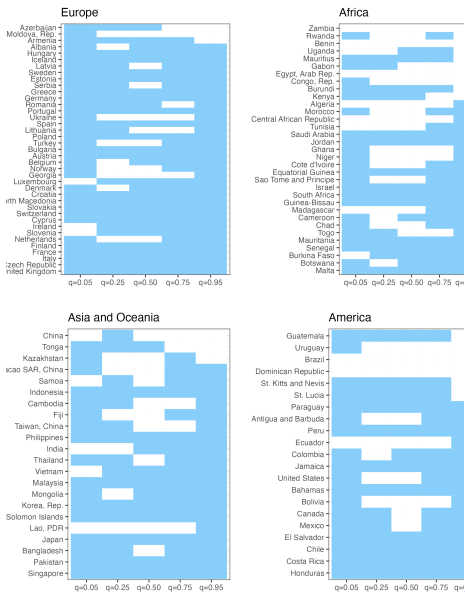 Europe
Azerbaijan
Moldova, Rep.
Armenia
Albania
Hungary
Iceland
Latvia
Sweden
Estonia
Serbia
Greece
Germany
Romania
Portugal
Ukraine
Spain
Lithuania
Poland
Turkey
Bulgaria
Austria
Belgium
Norway
Georgia
Luxembourg
Denmark
Croatia
rth Macedonia
Slovakia
Switzerland
Cyprus
Ireland
Slovenia
Netherlands
Finland
France
Italy
zech Republic
nited Kingdom
q=0.05 q=0.25 q=0.50 q=0.75 q=0.95
Africa
Zambia
Rwanda
Benin
Uganda
Mauritius
Gabon
Egypt, Arab Rep.
Congo, Rep.
Burundi
Kenya
Algeria
Morocco
Central African Republic
Tunisia
Saudi Arabia
Jordan
Ghana
Niger
Cote d'Ivoire
Equatorial Guinea
Sao Tome and Principe
Israel
South Africa
Guinea-Bissau
Madagascar
Cameroon
Chad
Togo
Mauritania
Senegal
Burkina Faso
Botswana
Malta
q=0.05 q=0.25 q=0.50 q=0.75 q=
Asia and Oceania
China
Tonga
Kazakhstan
cao SAR, China
Samoa
Indonesia
Cambodia
Fiji
Taiwan, China
Philippines
India
Thailand
Vietnam
Malaysia
Mongolia
Korea, Rep.
Solomon Islands
Lao, PDR
Japan
Bangladesh
Pakistan
Singapore
q=0.05 q=0.25 q=0.50 q=0.75 q=0.95
America
Guatemala
Uruguay
Brazil
Dominican Republic
St. Kitts and Nevis
St. Lucia
Paraguay
Antigua and Barbuda
Peru
Ecuador
Colombia
Jamaica
United States
Bahamas
Bolivia
Canada
Mexico
El Salvador
Chile
Costa Rica
Honduras
q=0.05 q=0.25 q=0.50 q=0.75 q=